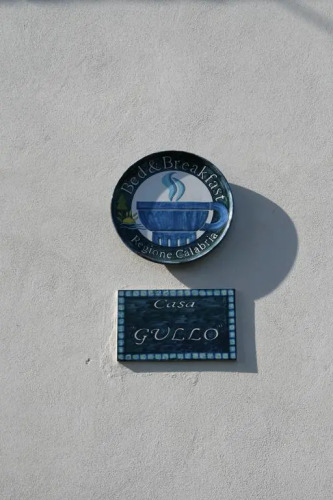 Bed & Breakfast
Regione Calabria
Casa
GULLO